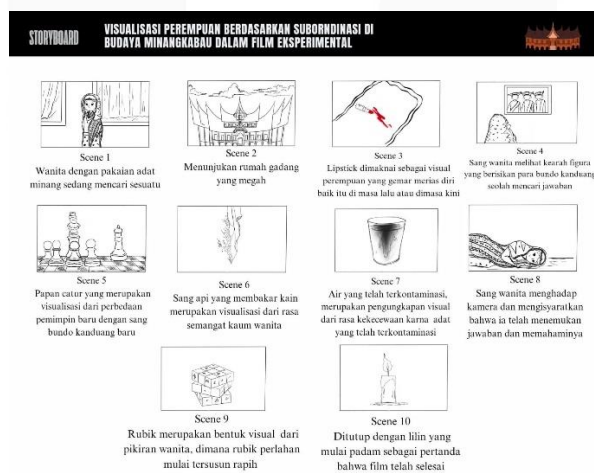 STORYBOARD
VISUALISASI PEREMPUAN BERDASARKAN SUBORNDINASI DI
BUDAYA MINANGKABAU DALAM FILM EKSPERIMENTAL
Scene 1
Wanita dengan pakaian adat
minang sedang mencari sesuatu
Scene 2
Menunjukan rumah gadang
yang megah
Scene 3
Lipstick dimaknai sebagai visual
perempuan yang gemar merias diri
baik itu di masa lalu atau dimasa kini
Scene 4
Sang wanita melihat kearah figura
yang berisikan para bundo kanduang
seolah mencari jawaban
Scene 5
Papan catur yang merupakan
visualisasi dari perbedaan
pemimpin baru dengan sang
bundo kanduang baru
Scene 6
Sang api yang membakar kain
merupakan visualisasi dari rasa
semangat kaum wanita
Scene 7
Air yang telah terkontaminasi,
merupakan pengungkapan visual
dari rasa kekecewaan karna adat
yang telah terkontaminasi
Scene 8
Sang wanita menghadap
kamera dan mengisyaratkan
bahwa ia telah menemukan
jawaban dan memahaminya
Scene 9
Rubik merupakan bentuk visual dari
pikiran wanita, dimana rubik perlahan
mulai tersusun rapih
Scene 10
Ditutup dengan lilin yang
mulai padam sebagai pertanda
bahwa film telah selesai